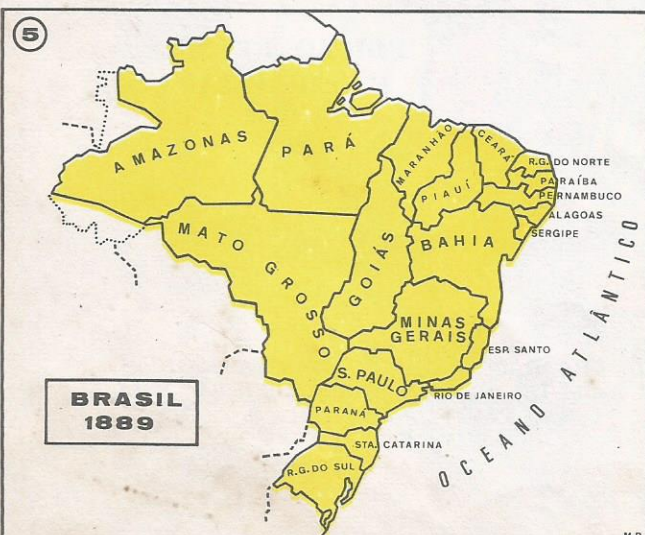 5
AMAZONAS
PARÁ
MARANHÃO
CEARÁ
R.G. DO NORTE
PARAÍBA
PERNAMBUCO
ALAGOAS
SERGIPE
PIAUÍ
MATO GROSSO
GOIÁS
BAHIA
MINAS
GERAIS
ESP. SANTO
S. PAULO
RIO DE JANEIRO
PARANÁ
STA. CATARINA
R.G. DO SUL
OCEANO ATLÂNTICO
BRASIL
1889